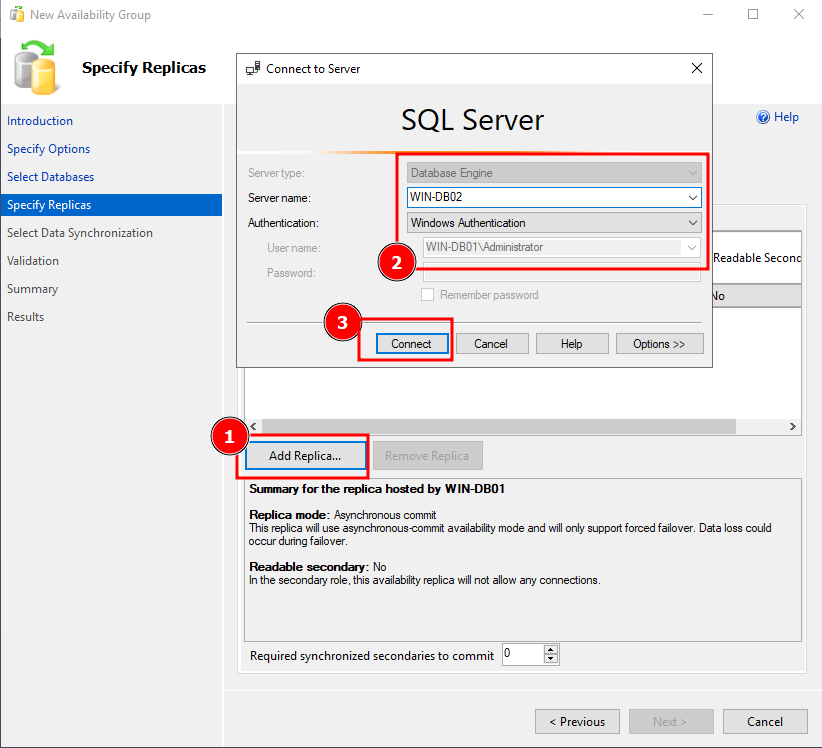 New Availability Group
Specify Replicas
Help
Introduction
Specify Options
Select Databases
Specify Replicas
Select Data Synchronization
Validation
Summary
Results
Connect to Server
SQL Server
Server type: Database Engine
Server name: WIN-DB02
Authentication: Windows Authentication
User name: WIN-DB01\Administrator
Password:
Remember password
2
3
Connect Cancel Help Options >>
Readable Second
No
1
Add Replica... Remove Replica
Summary for the replica hosted by WIN-DB01
Replica mode: Asynchronous commit
This replica will use asynchronous-commit availability mode and will only support forced failover. Data loss could
occur during failover.
Readable secondary: No
In the secondary role, this availability replica will not allow any connections.
Required synchronized secondaries to commit 0
< Previous Next > Cancel